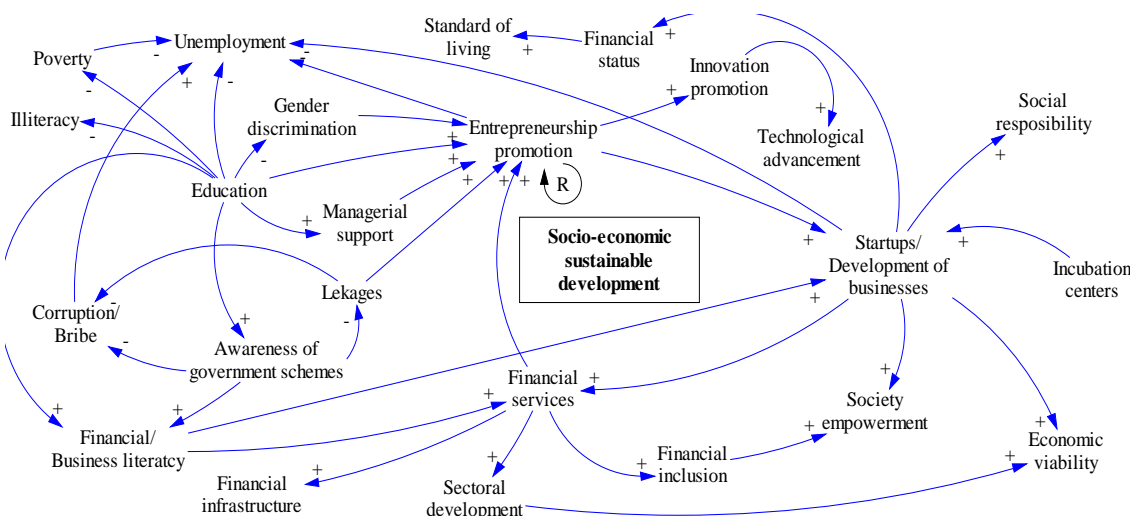 Standard of
living
Financial
status
Unemployment
Poverty
Innovation
promotion
Illiteracy
Gender
discrimination
Entrepreneurship
promotion
Technological
advancement
Social
resposibility
Education
R
Managerial
support
Socio-economic
sustainable
development
Startups/
Development of
businesses
Incubation
centers
Lekages
Corruption/
Bribe
Awareness of
government schemes
Financial
services
Society
empowerment
Financial/
Business literatcy
Economic
viability
Financial
infrastructure
Sectoral
development
Financial
inclusion